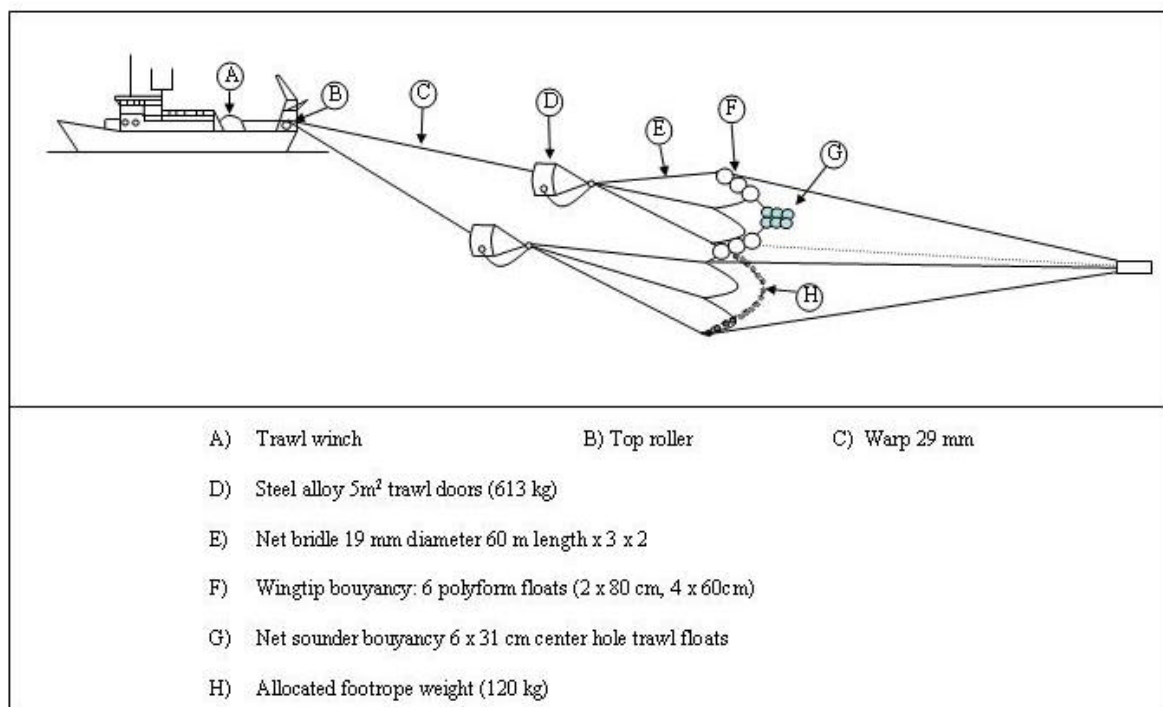 A
B
C
D
E
F
G
H
A) Trawl winch B) Top roller C) Warp 29 mm
D) Steel alloy 5m² trawl doors (613 kg)
E) Net bridle 19 mm diameter 60 m length x 3 x 2
F) Wingtip bouyancy: 6 polyform floats (2 x 80 cm, 4 x 60cm)
G) Net sounder bouyancy 6 x 31 cm center hole trawl floats
H) Allocated footrope weight (120 kg)